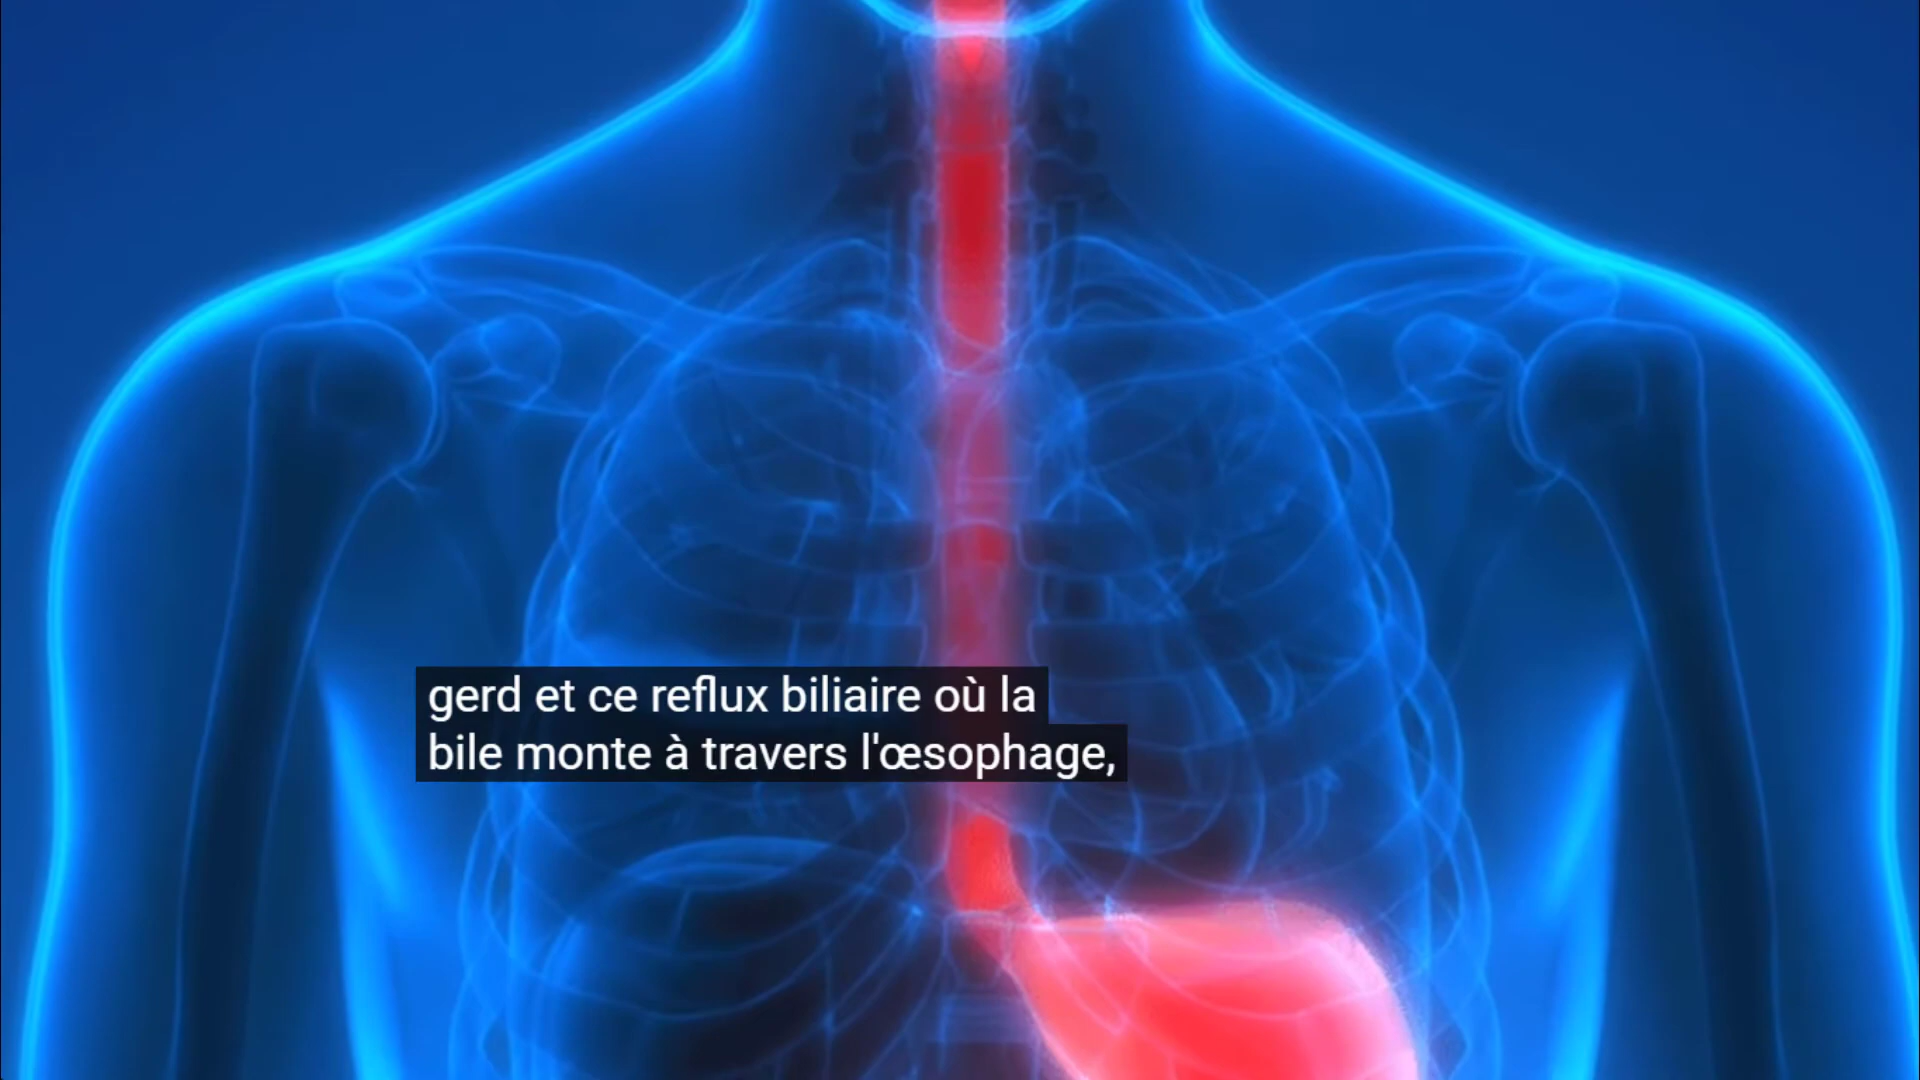 gerd et ce reflux biliaire où la
bile monte à travers l'œsophage,